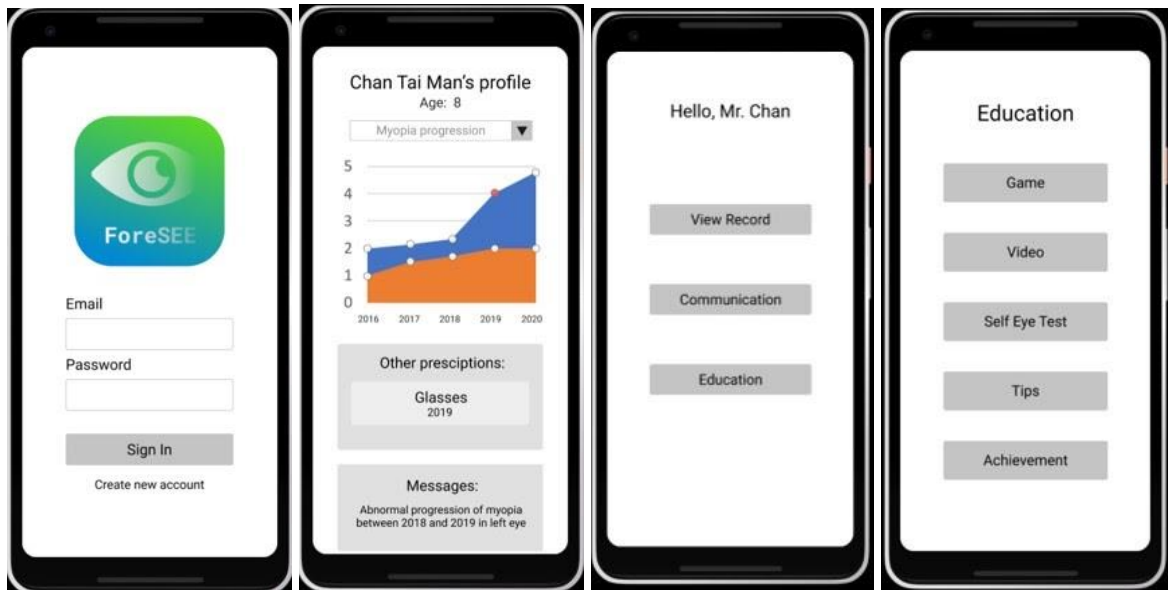 ForeSEE
Email
Password
Sign In
Create new account
Chan Tai Man's profile
Age: 8
Myopia progression
5
4
3
2
1
0
2016 2017 2018 2019 2020
Other presciptions:
Glasses
2019
Messages:
Abnormal progression of myopia
between 2018 and 2019 in left eye
Hello, Mr. Chan
View Record
Communication
Education
Education
Game
Video
Self Eye Test
Tips
Achievement